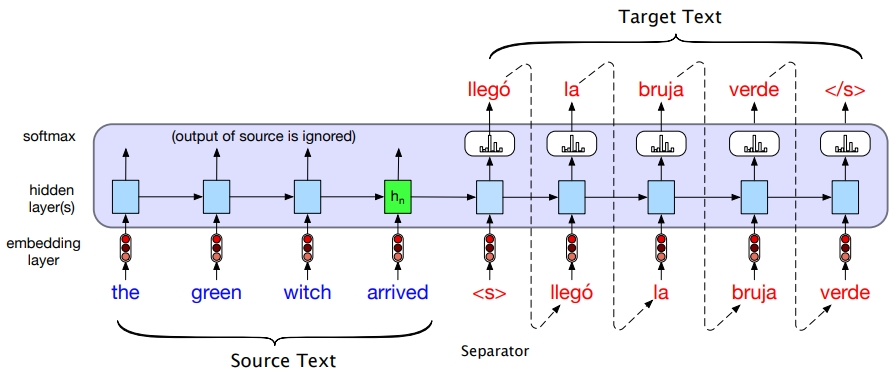 Target Text
llegó la bruja verde </s>
softmax (output of source is ignored)
hidden layer(s)
hn
embedding layer
the green witch arrived <s> llegó la bruja verde
Separator
Source Text